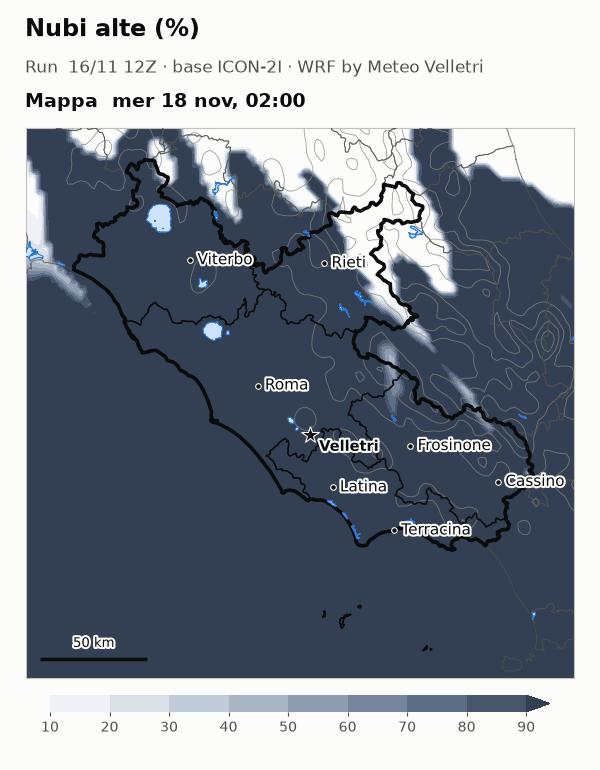 Nubi alte (%)
Run  16/11 12Z · base ICON-2I · WRF by Meteo Velletri
Mappa  mer 18 nov, 02:00
Viterbo
Rieti
Roma
Velletri
Frosinone
Cassino
Latina
Terracina
50 km
10 20 30 40 50 60 70 80 90